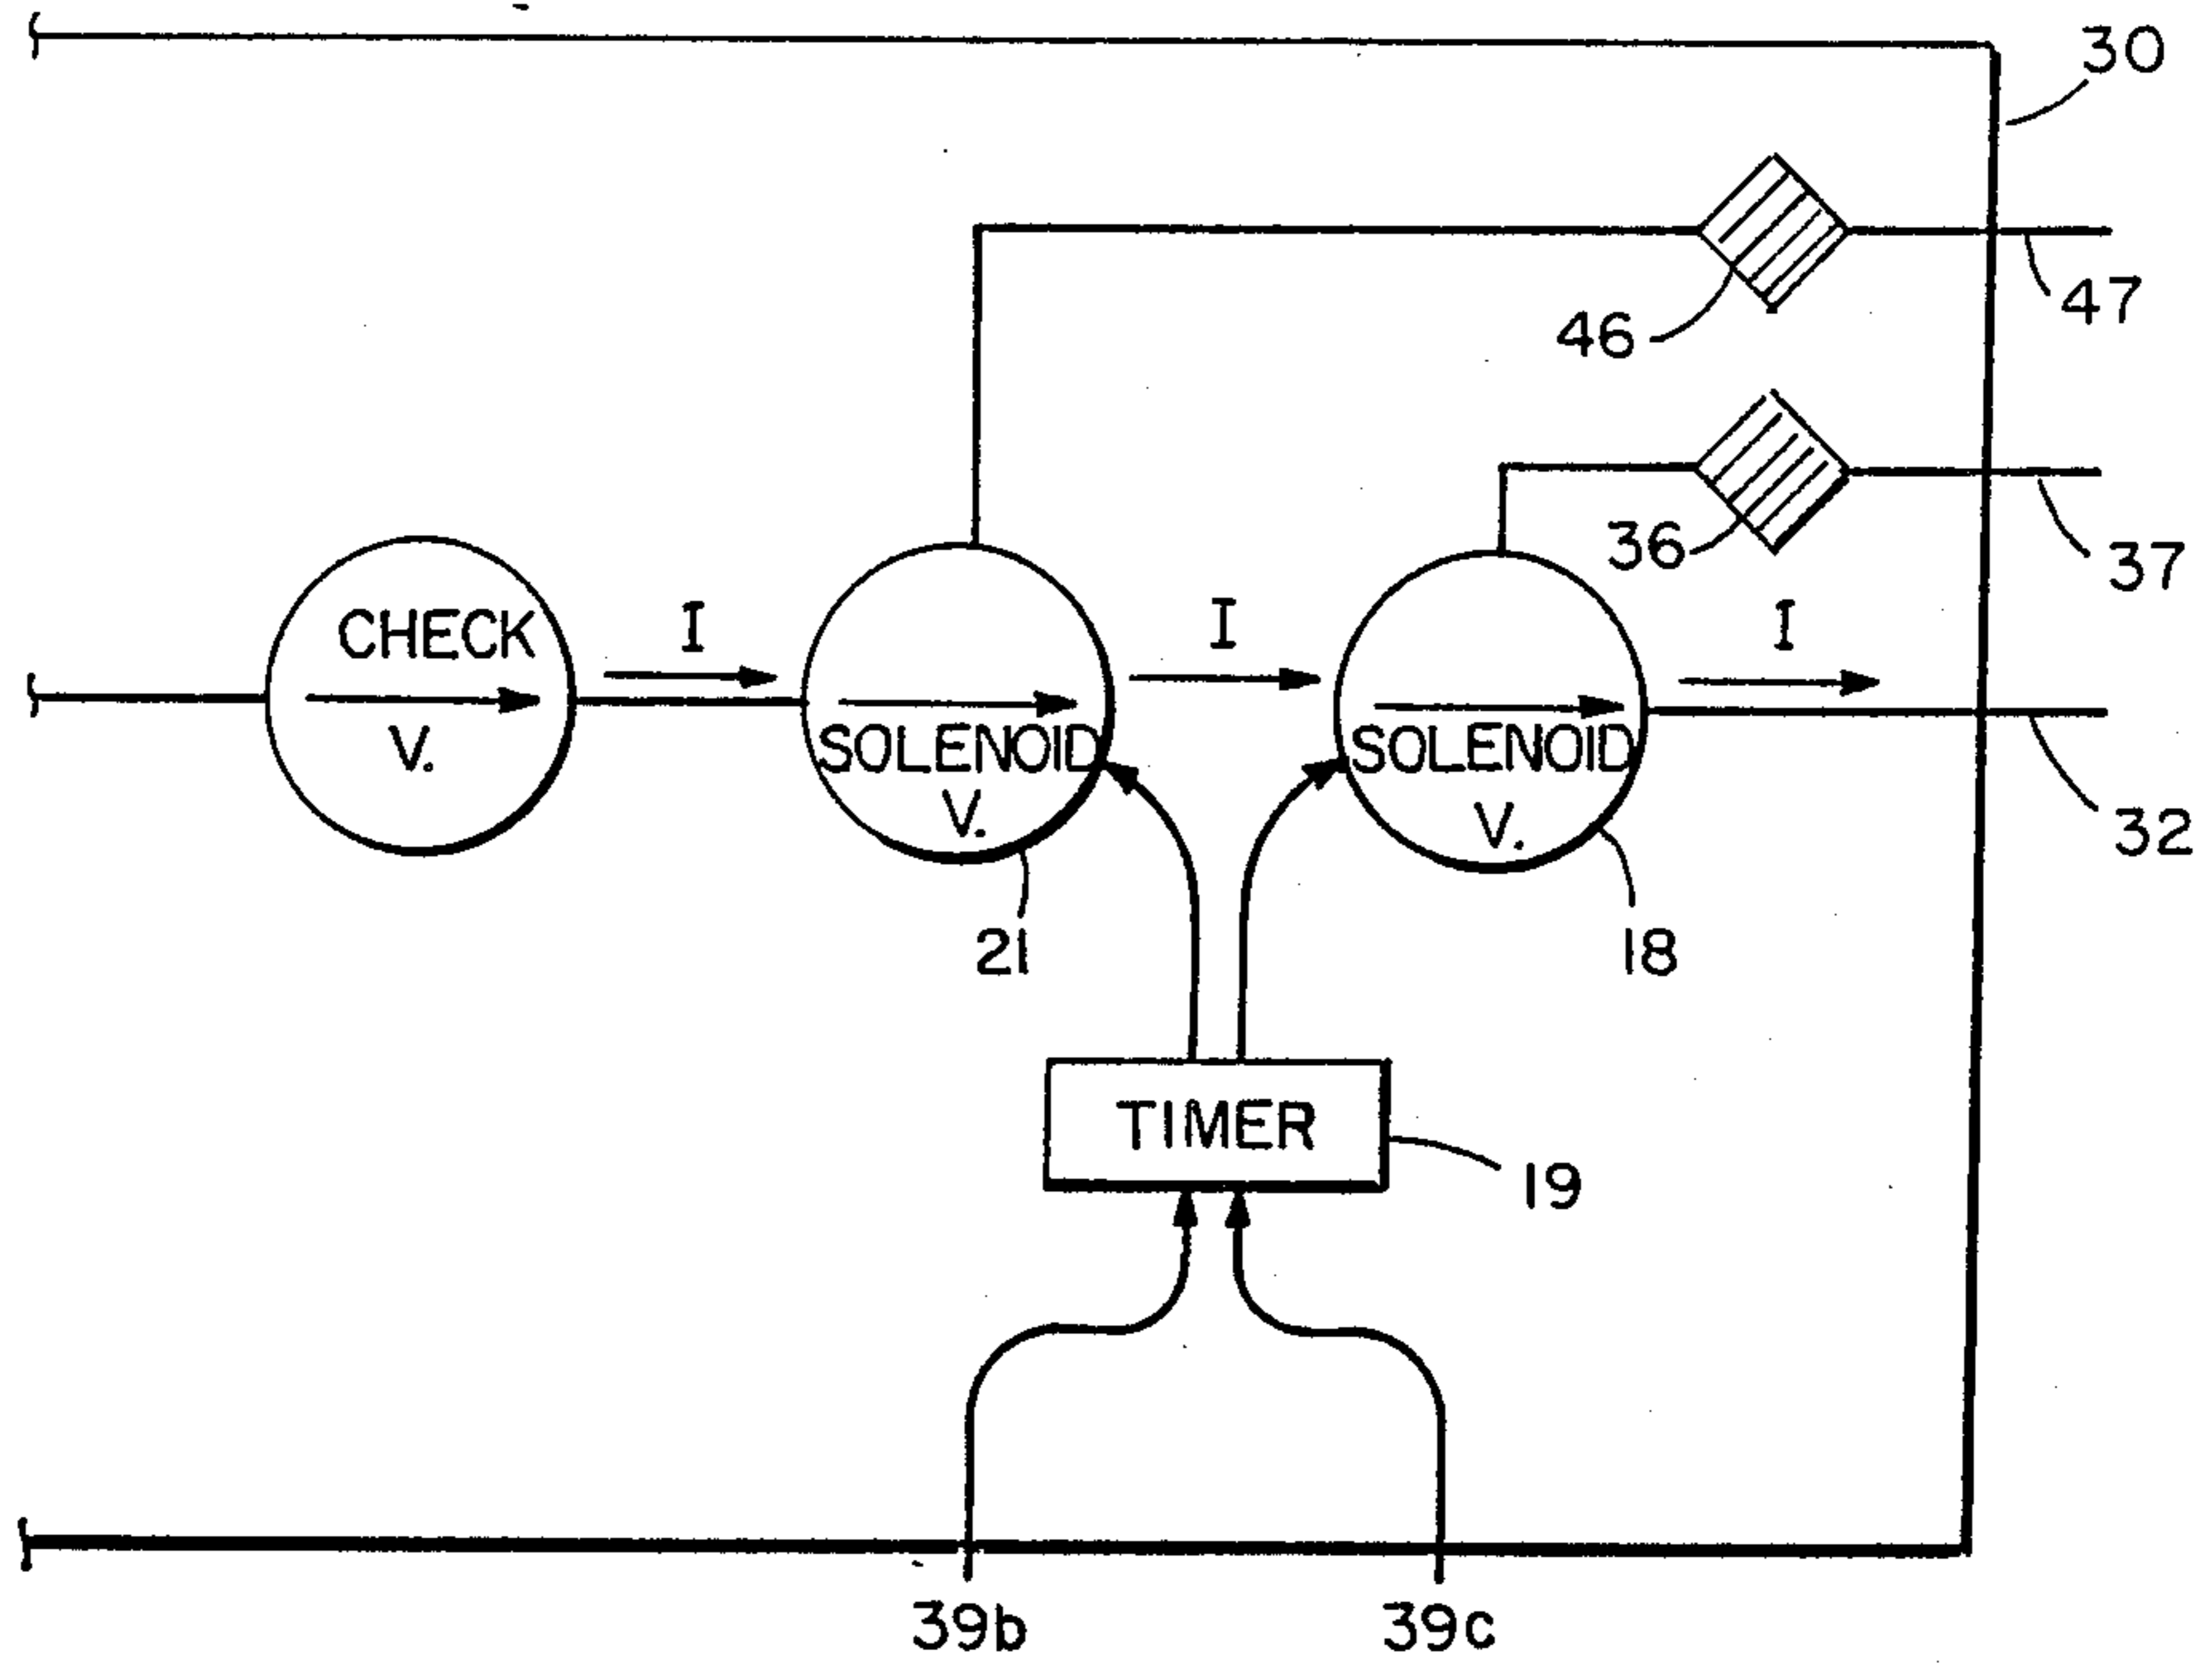 30
47
46
36
37
CHECK
V.
I
I
I
SOLENOID
V.
SOLENOID
V.
32
21
18
TIMER
19
39b
39c